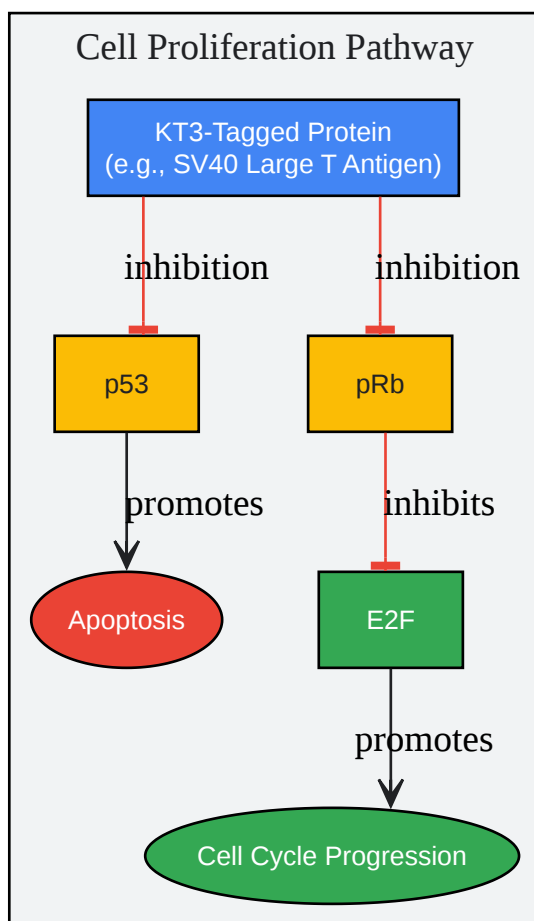 Cell Proliferation Pathway
KT3-Tagged Protein
(e.g., SV40 Large T Antigen)
inhibition
inhibition
p53
pRb
promotes
inhibits
Apoptosis
E2F
promotes
Cell Cycle Progression